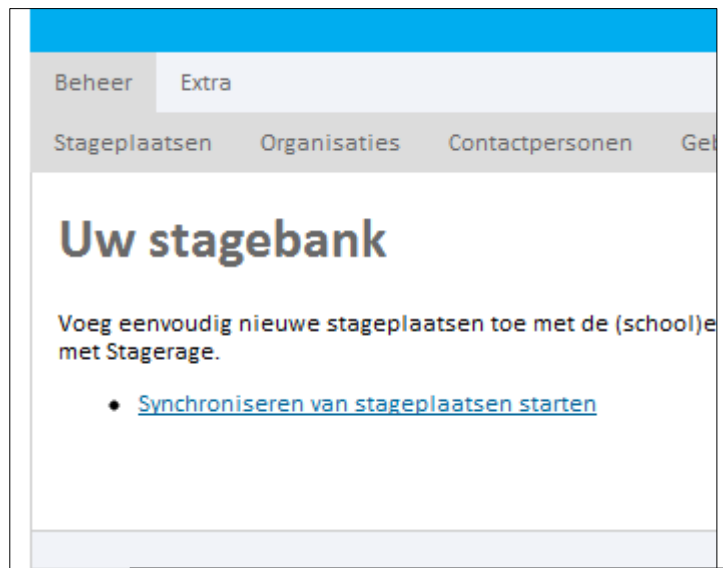 Beheer Extra
Stageplaatsen Organisaties Contactpersonen
Uw stagebank
Voeg eenvoudig nieuwe stageplaatsen toe met de
met Stagerage.
Synchroniseren van stageplaatsen starten